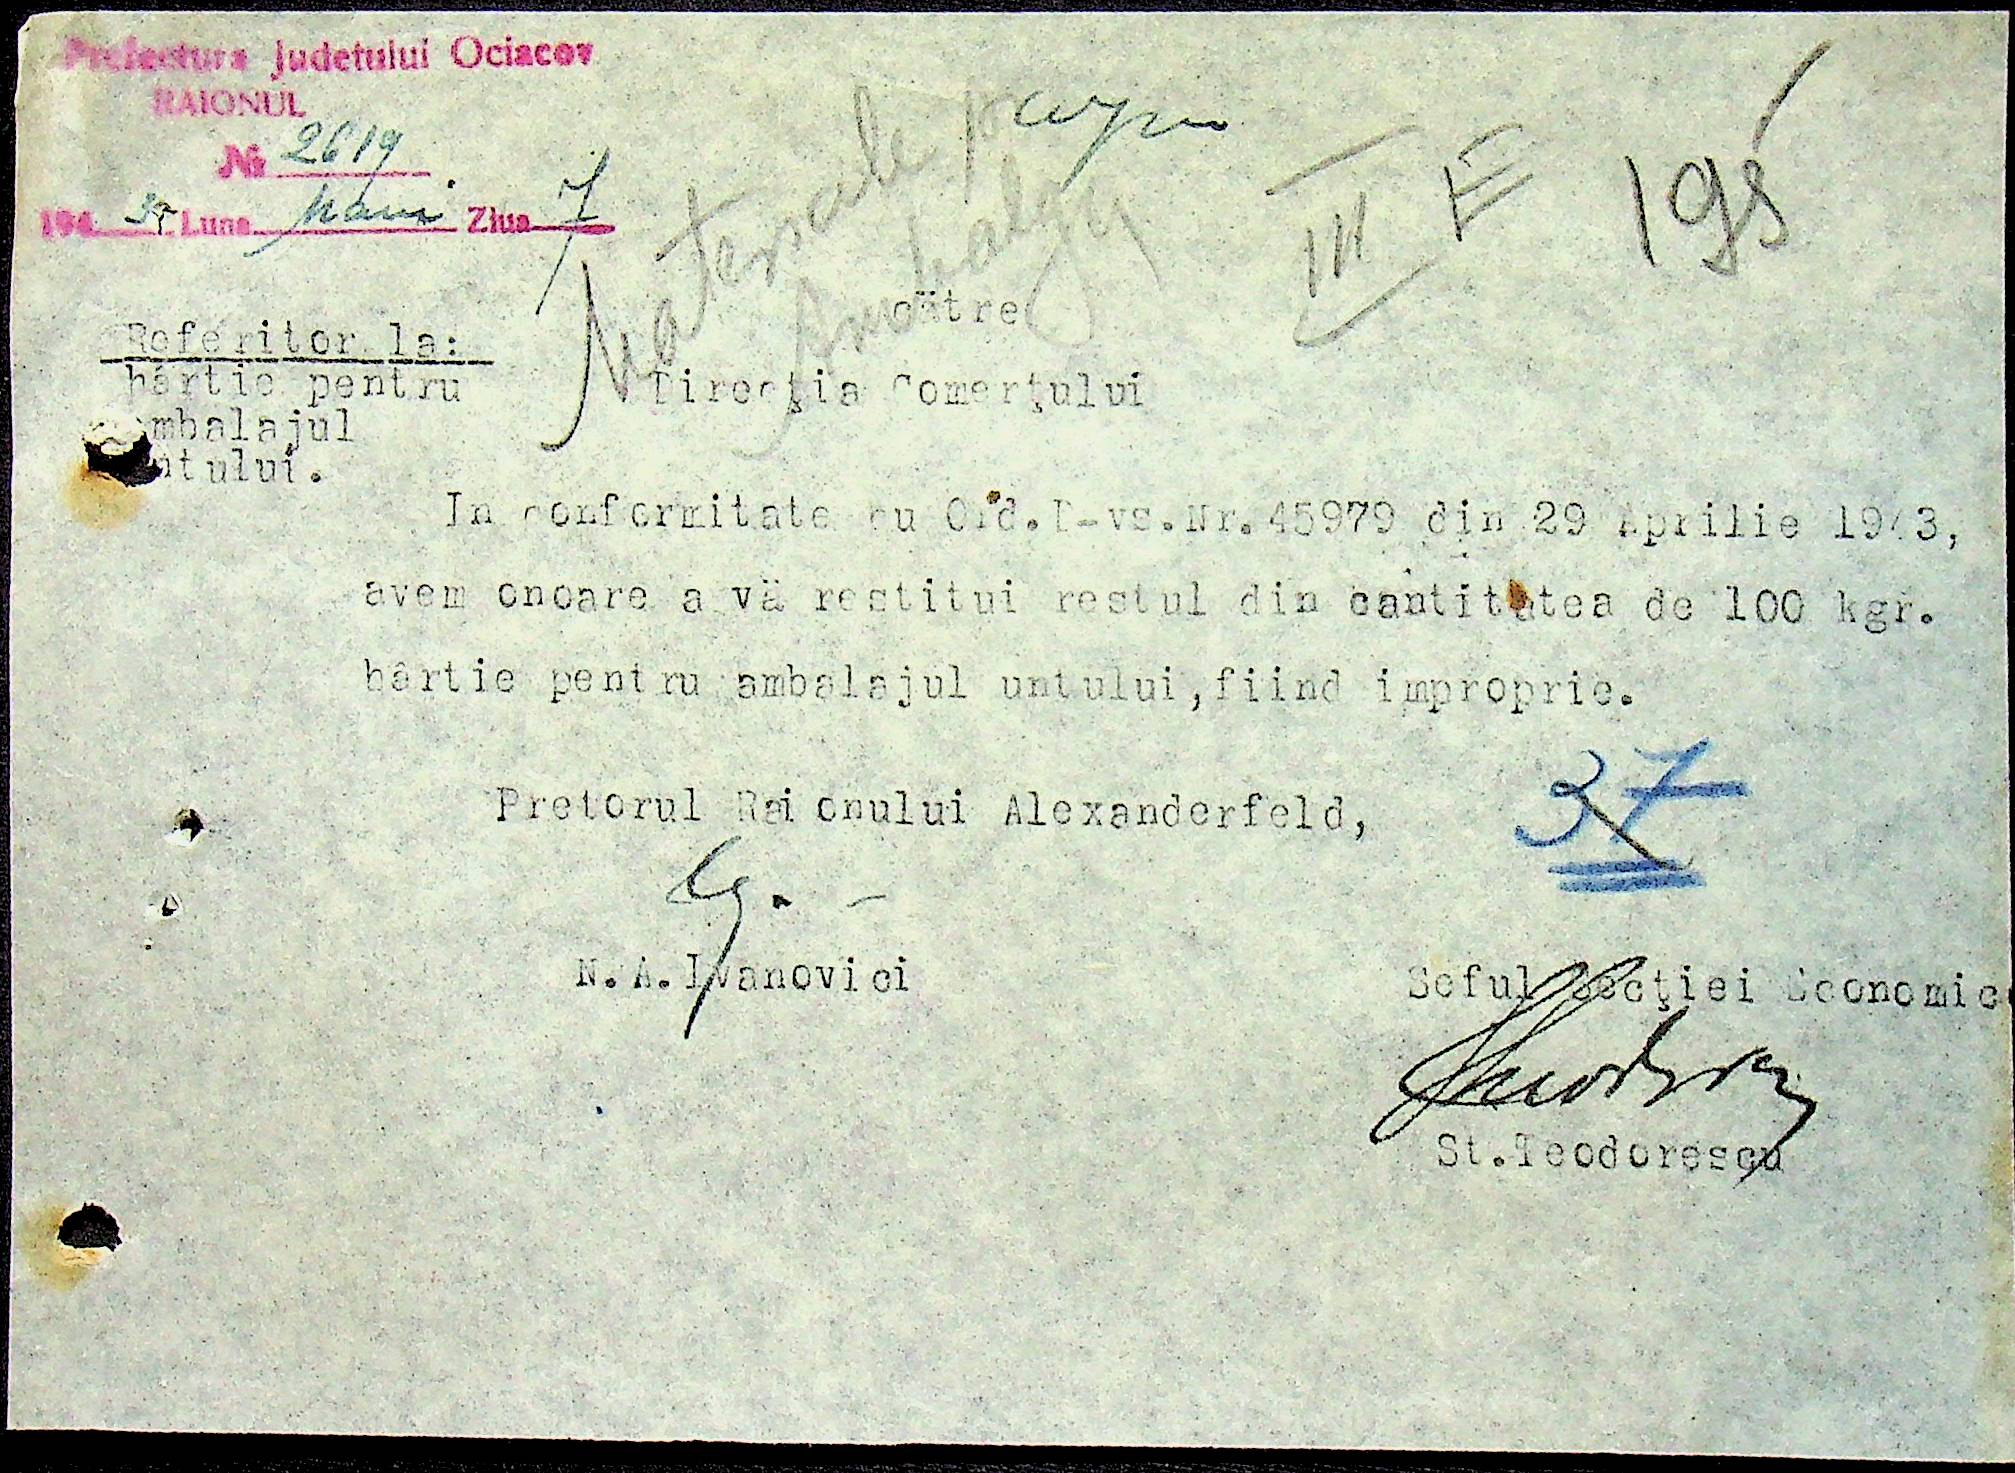 Prefectura Judetului Ociacov
RAIONUL
№ 2619
194 3 Luna Maiu Ziua 7
Materiale
Ambalaj
III E 195
către
Referitor la:
hârtie pentru
ambalajul
untului.
Direcţia Comerţului
In conformitate cu Ord.D-vs.Nr.45979 din 29 Aprilie 1943,
avem onoare a vă restitui restul din cantitatea de 100 kgr.
hârtie pentru ambalajul untului,fiind improprie.
37
Pretorul Raionului Alexanderfeld,
N.A.Ivanovici
Seful Secţiei Economice
St.Teodorescu